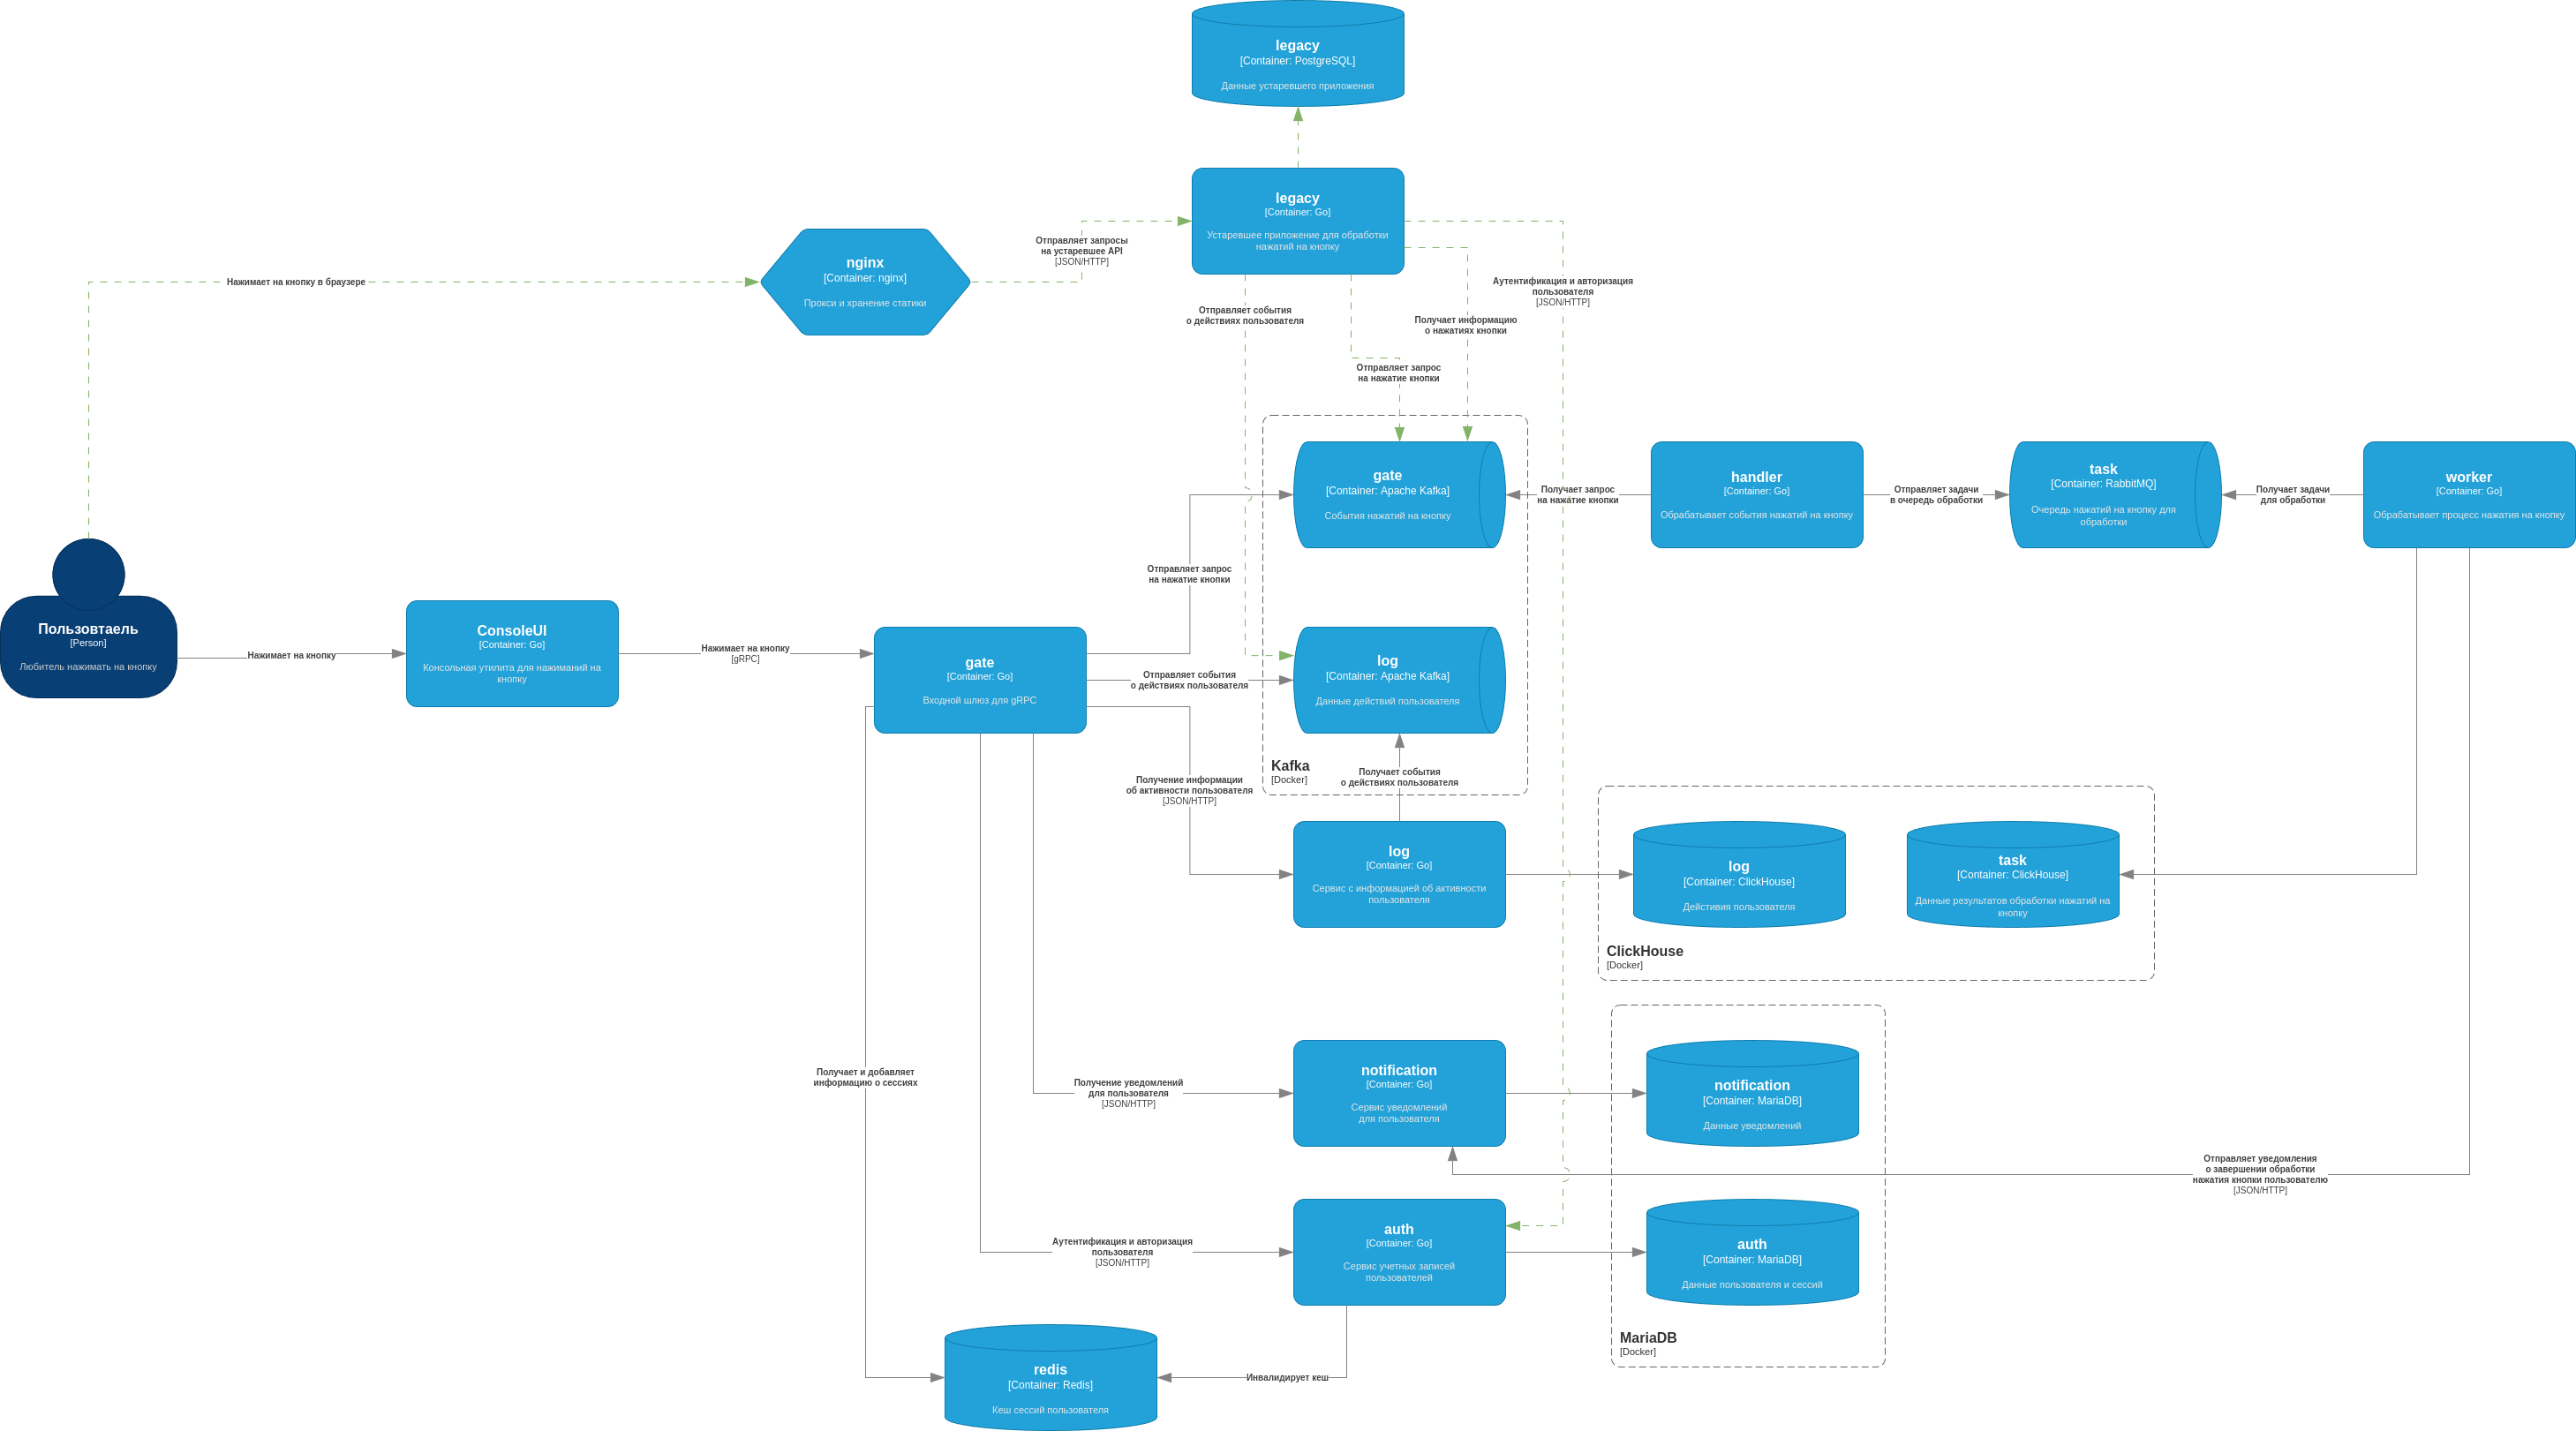 legacy
[Container: PostgreSQL]
Данные устаревшего приложения
legacy
[Container: Go]
Устаревшее приложение для обработки
нажатий на кнопку
nginx
[Container: nginx]
Прокси и хранение статики
Нажимает на кнопку в браузере
Отправляет запросы
на устаревшее API
[JSON/HTTP]
Отправляет события
о действиях пользователя
Отправляет запрос
на нажатие кнопки
Получает информацию
о нажатиях кнопки
Аутентификация и авторизация
пользователя
[JSON/HTTP]
gate
[Container: Apache Kafka]
События нажатий на кнопку
Получает запрос
на нажатие кнопки
handler
[Container: Go]
Обрабатывает события нажатий на кнопку
Отправляет задачи
в очередь обработки
task
[Container: RabbitMQ]
Очередь нажатий на кнопку для
обработки
Получает задачи
для обработки
worker
[Container: Go]
Обрабатывает процесс нажатия на кнопку
Пользовтаель
[Person]
Любитель нажимать на кнопку
Нажимает на кнопку
ConsoleUI
[Container: Go]
Консольная утилита для нажиманий на
кнопку
Нажимает на кнопку
[gRPC]
gate
[Container: Go]
Входной шлюз для gRPC
Отправляет запрос
на нажатие кнопки
Отправляет события
о действиях пользователя
log
[Container: Apache Kafka]
Данные действий пользователя
Kafka
[Docker]
Получает события
о действиях пользователя
Получение информации
об активности пользователя
[JSON/HTTP]
log
[Container: Go]
Сервис с информацией об активности
пользователя
log
[Container: ClickHouse]
Действивия пользователя
task
[Container: ClickHouse]
Данные результатов обработки нажатий на
кнопку
ClickHouse
[Docker]
Получает и добавляет
информацию о сессиях
Получение уведомлений
для пользователя
[JSON/HTTP]
notification
[Container: Go]
Сервис уведомлений
для пользователя
notification
[Container: MariaDB]
Данные уведомлений
Отправляет уведомления
о завершении обработки
нажатия кнопки пользователю
[JSON/HTTP]
Аутентификация и авторизация
пользователя
[JSON/HTTP]
auth
[Container: Go]
Сервис учетных записей
пользователей
auth
[Container: MariaDB]
Данные пользователя и сессий
MariaDB
[Docker]
redis
[Container: Redis]
Кеш сессий пользователя
Инвалидирует кеш